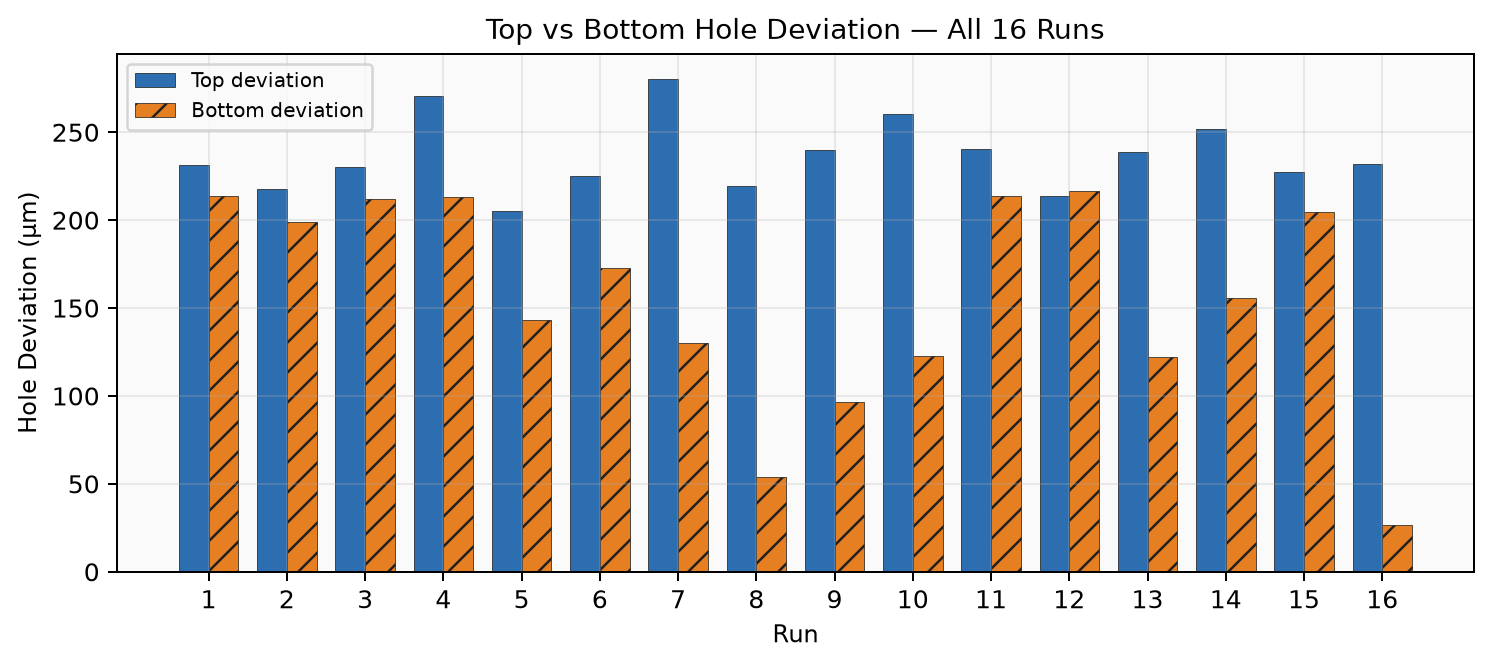 Top vs Bottom Hole Deviation — All 16 Runs
Top deviation
Bottom deviation
Hole Deviation (µm)
250
200
150
100
50
0
1 2 3 4 5 6 7 8 9 10 11 12 13 14 15 16
Run